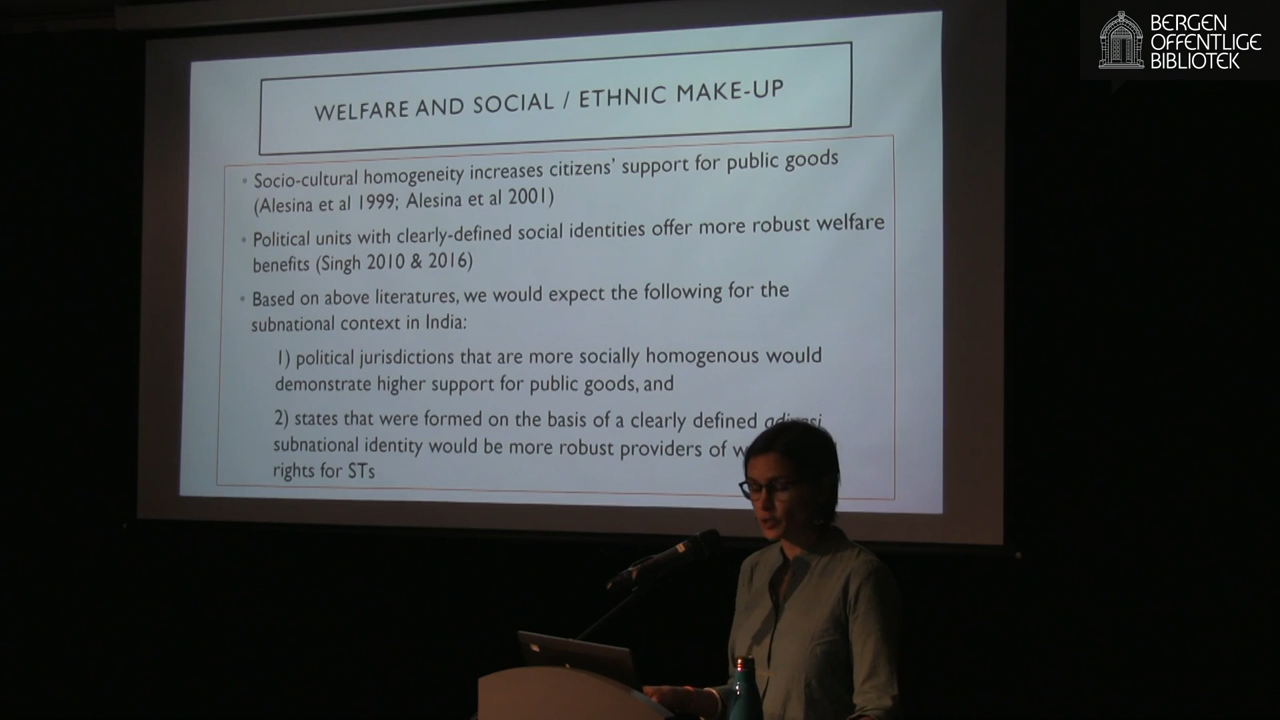 BERGEN
OFFENTLIGE
BIBLIOTEK
WELFARE AND SOCIAL / ETHNIC MAKE-UP
• Socio-cultural homogeneity increases citizens' support for public goods
(Alesina et al 1999; Alesina et al 2001)
• Political units with clearly-defined social identities offer more robust welfare
benefits (Singh 2010 & 2016)
• Based on above literatures, we would expect the following for the
subnational context in India:
1) political jurisdictions that are more socially homogenous would
demonstrate higher support for public goods, and
2) states that were formed on the basis of a clearly defined
subnational identity would be more robust providers of
rights for STs